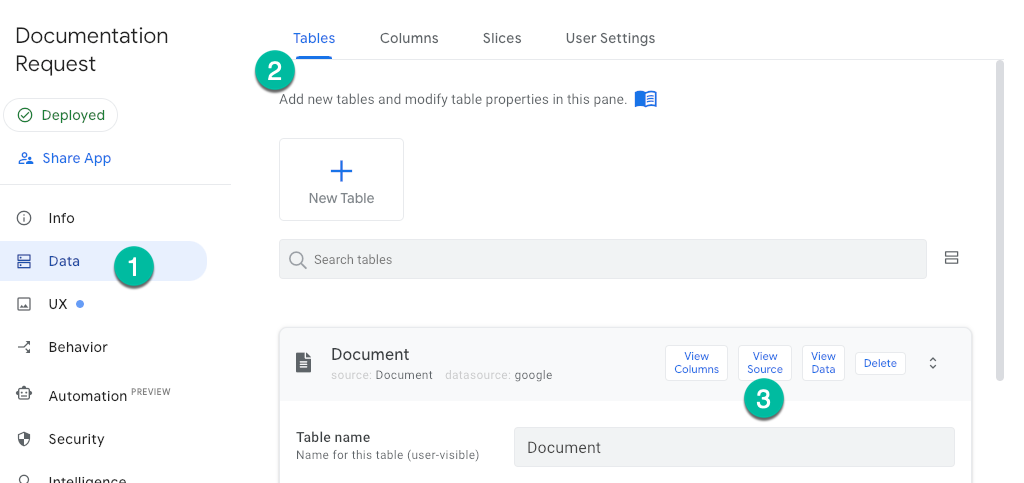 Documentation
Request
Deployed
Share App
Info
Data
1
UX
Behavior
Automation PREVIEW
Security
Intelligence
Tables Columns Slices User Settings
2
Add new tables and modify table properties in this pane.
New Table
Search tables
Document
source: Document datasource: google
View
Columns
View
Source
View
Data
Delete
3
Table name
Name for this table (user-visible)
Document